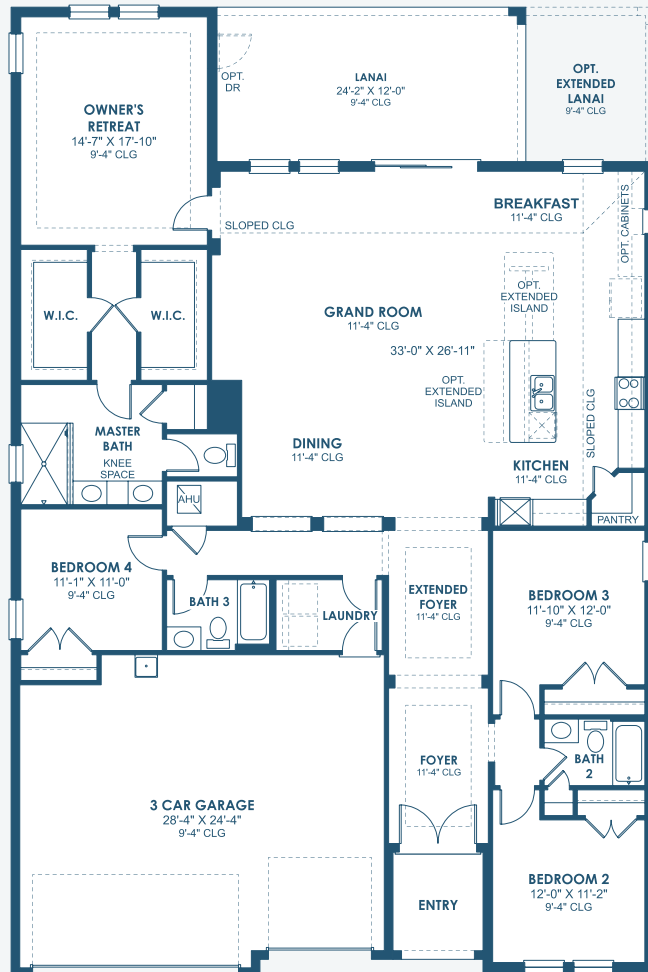 OWNER'S
RETREAT
14'-7" X 17'-10"
9'-4" CLG
OPT.
DR
LANAI
24'-2" X 12'-0"
9'-4" CLG
OPT.
EXTENDED
LANAI
9'-4" CLG
SLOPED CLG
BREAKFAST
11'-4" CLG
OPT. CABINETS
W.I.C.
W.I.C.
GRAND ROOM
11'-4" CLG
33'-0" X 26'-11"
OPT.
EXTENDED
ISLAND
OPT.
EXTENDED
ISLAND
SLOPED CLG
MASTER
BATH
KNEE
SPACE
DINING
11'-4" CLG
KITCHEN
11'-4" CLG
PANTRY
AHU
BEDROOM 4
11'-1" X 11'-0"
9'-4" CLG
BATH 3
LAUNDRY
EXTENDED
FOYER
11'-4" CLG
BEDROOM 3
11'-10" X 12'-0"
9'-4" CLG
FOYER
11'-4" CLG
BATH
2
3 CAR GARAGE
28'-4" X 24'-4"
9'-4" CLG
ENTRY
BEDROOM 2
12'-0" X 11'-2"
9'-4" CLG